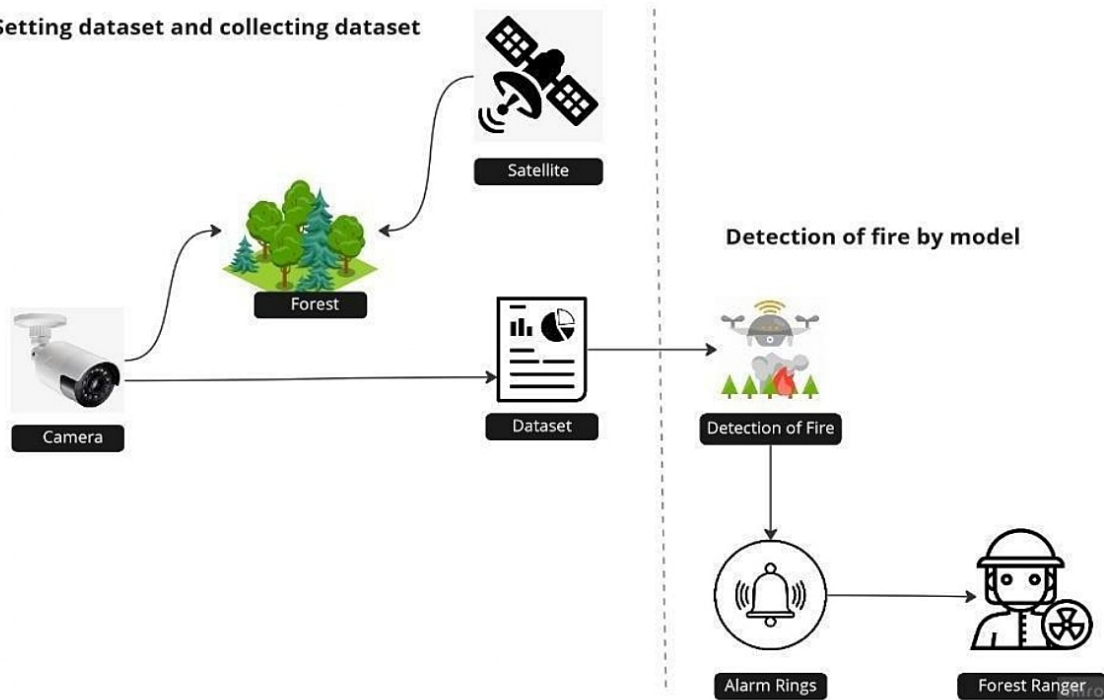 Setting dataset and collecting dataset
Satellite
Detection of fire by model
Forest
Camera
Dataset
Detection of Fire
Alarm Rings
Forest Ranger